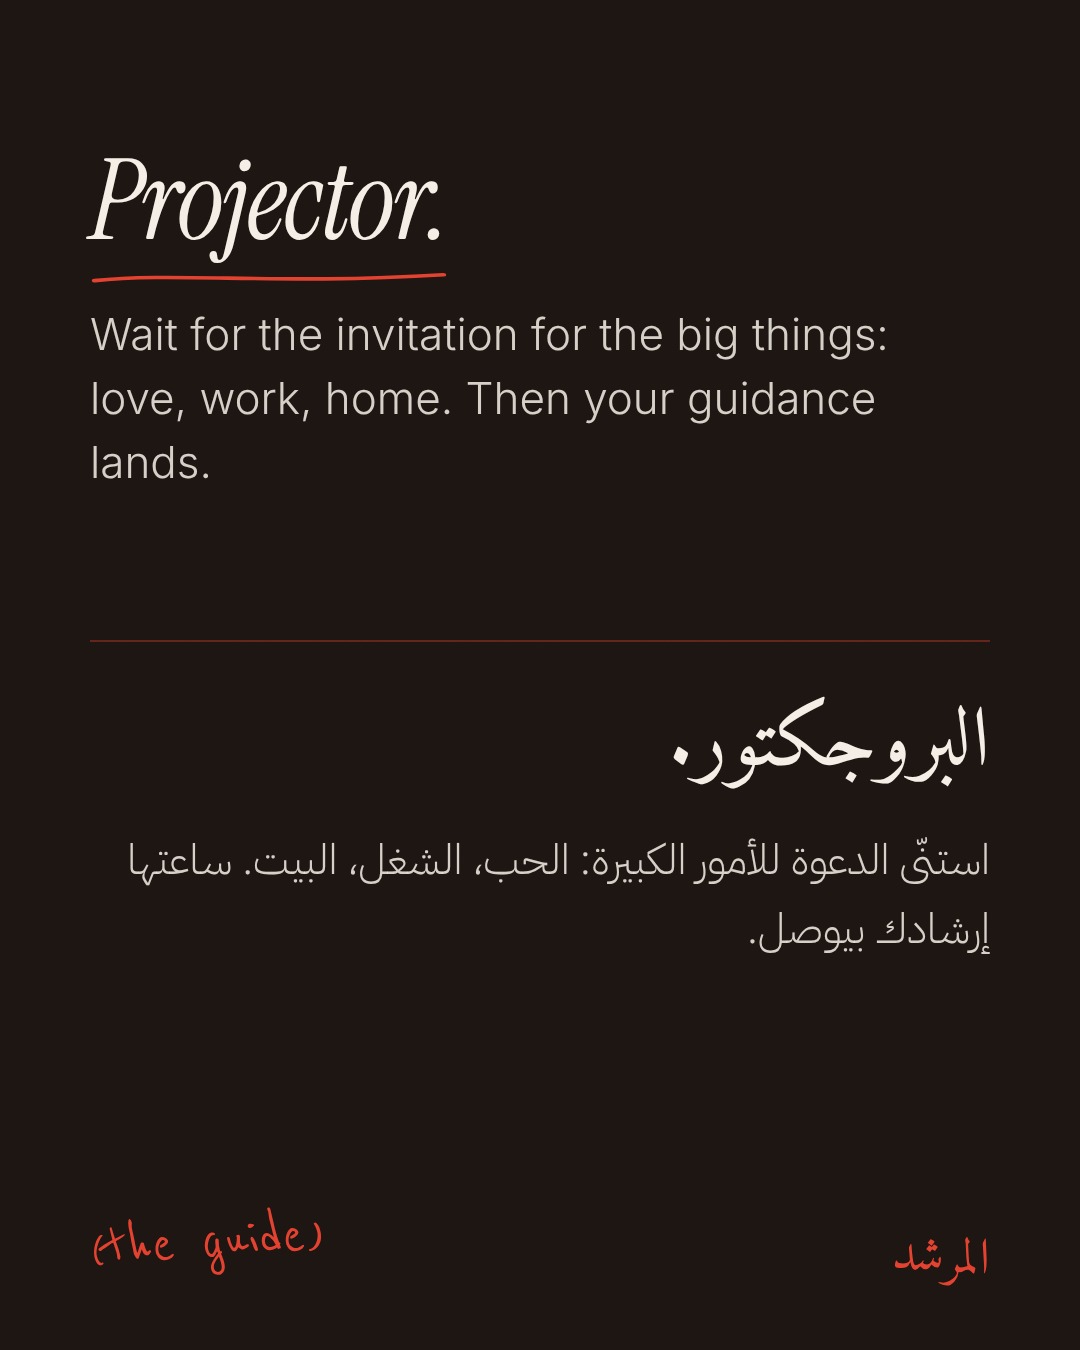 Projector.
Wait for the invitation for the big things:
love, work, home. Then your guidance
lands.
البروجكتور.
استنّى الدعوة للأمور الكبيرة: الحب، الشغل، البيت. ساعتها
إرشادك بيوصل.
(the guide)
المرشد